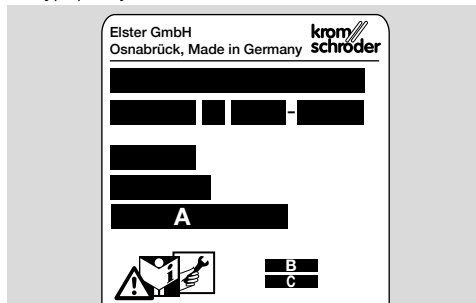 Elster GmbH
Osnabrück, Made in Germany
krom//
schröder
-
A
B
C